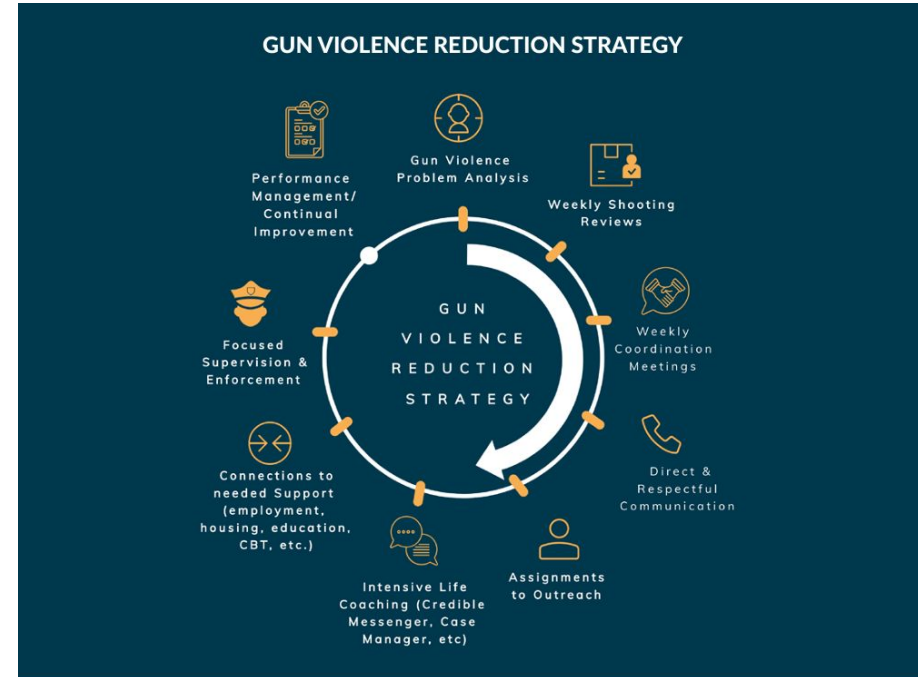 GUN VIOLENCE REDUCTION STRATEGY
Gun Violence
Problem Analysis
Weekly Shooting
Reviews
Weekly
Coordination
Meetings
Direct &
Respectful
Communication
Assignments
to Outreach
Intensive Life
Coaching (Credible
Messenger, Case
Manager, etc)
Connections to
needed Support
(employment,
housing, education,
CBT, etc.)
Focused
Supervision &
Enforcement
Performance
Management/
Continual
Improvement
GUN
VIOLENCE
REDUCTION
STRATEGY